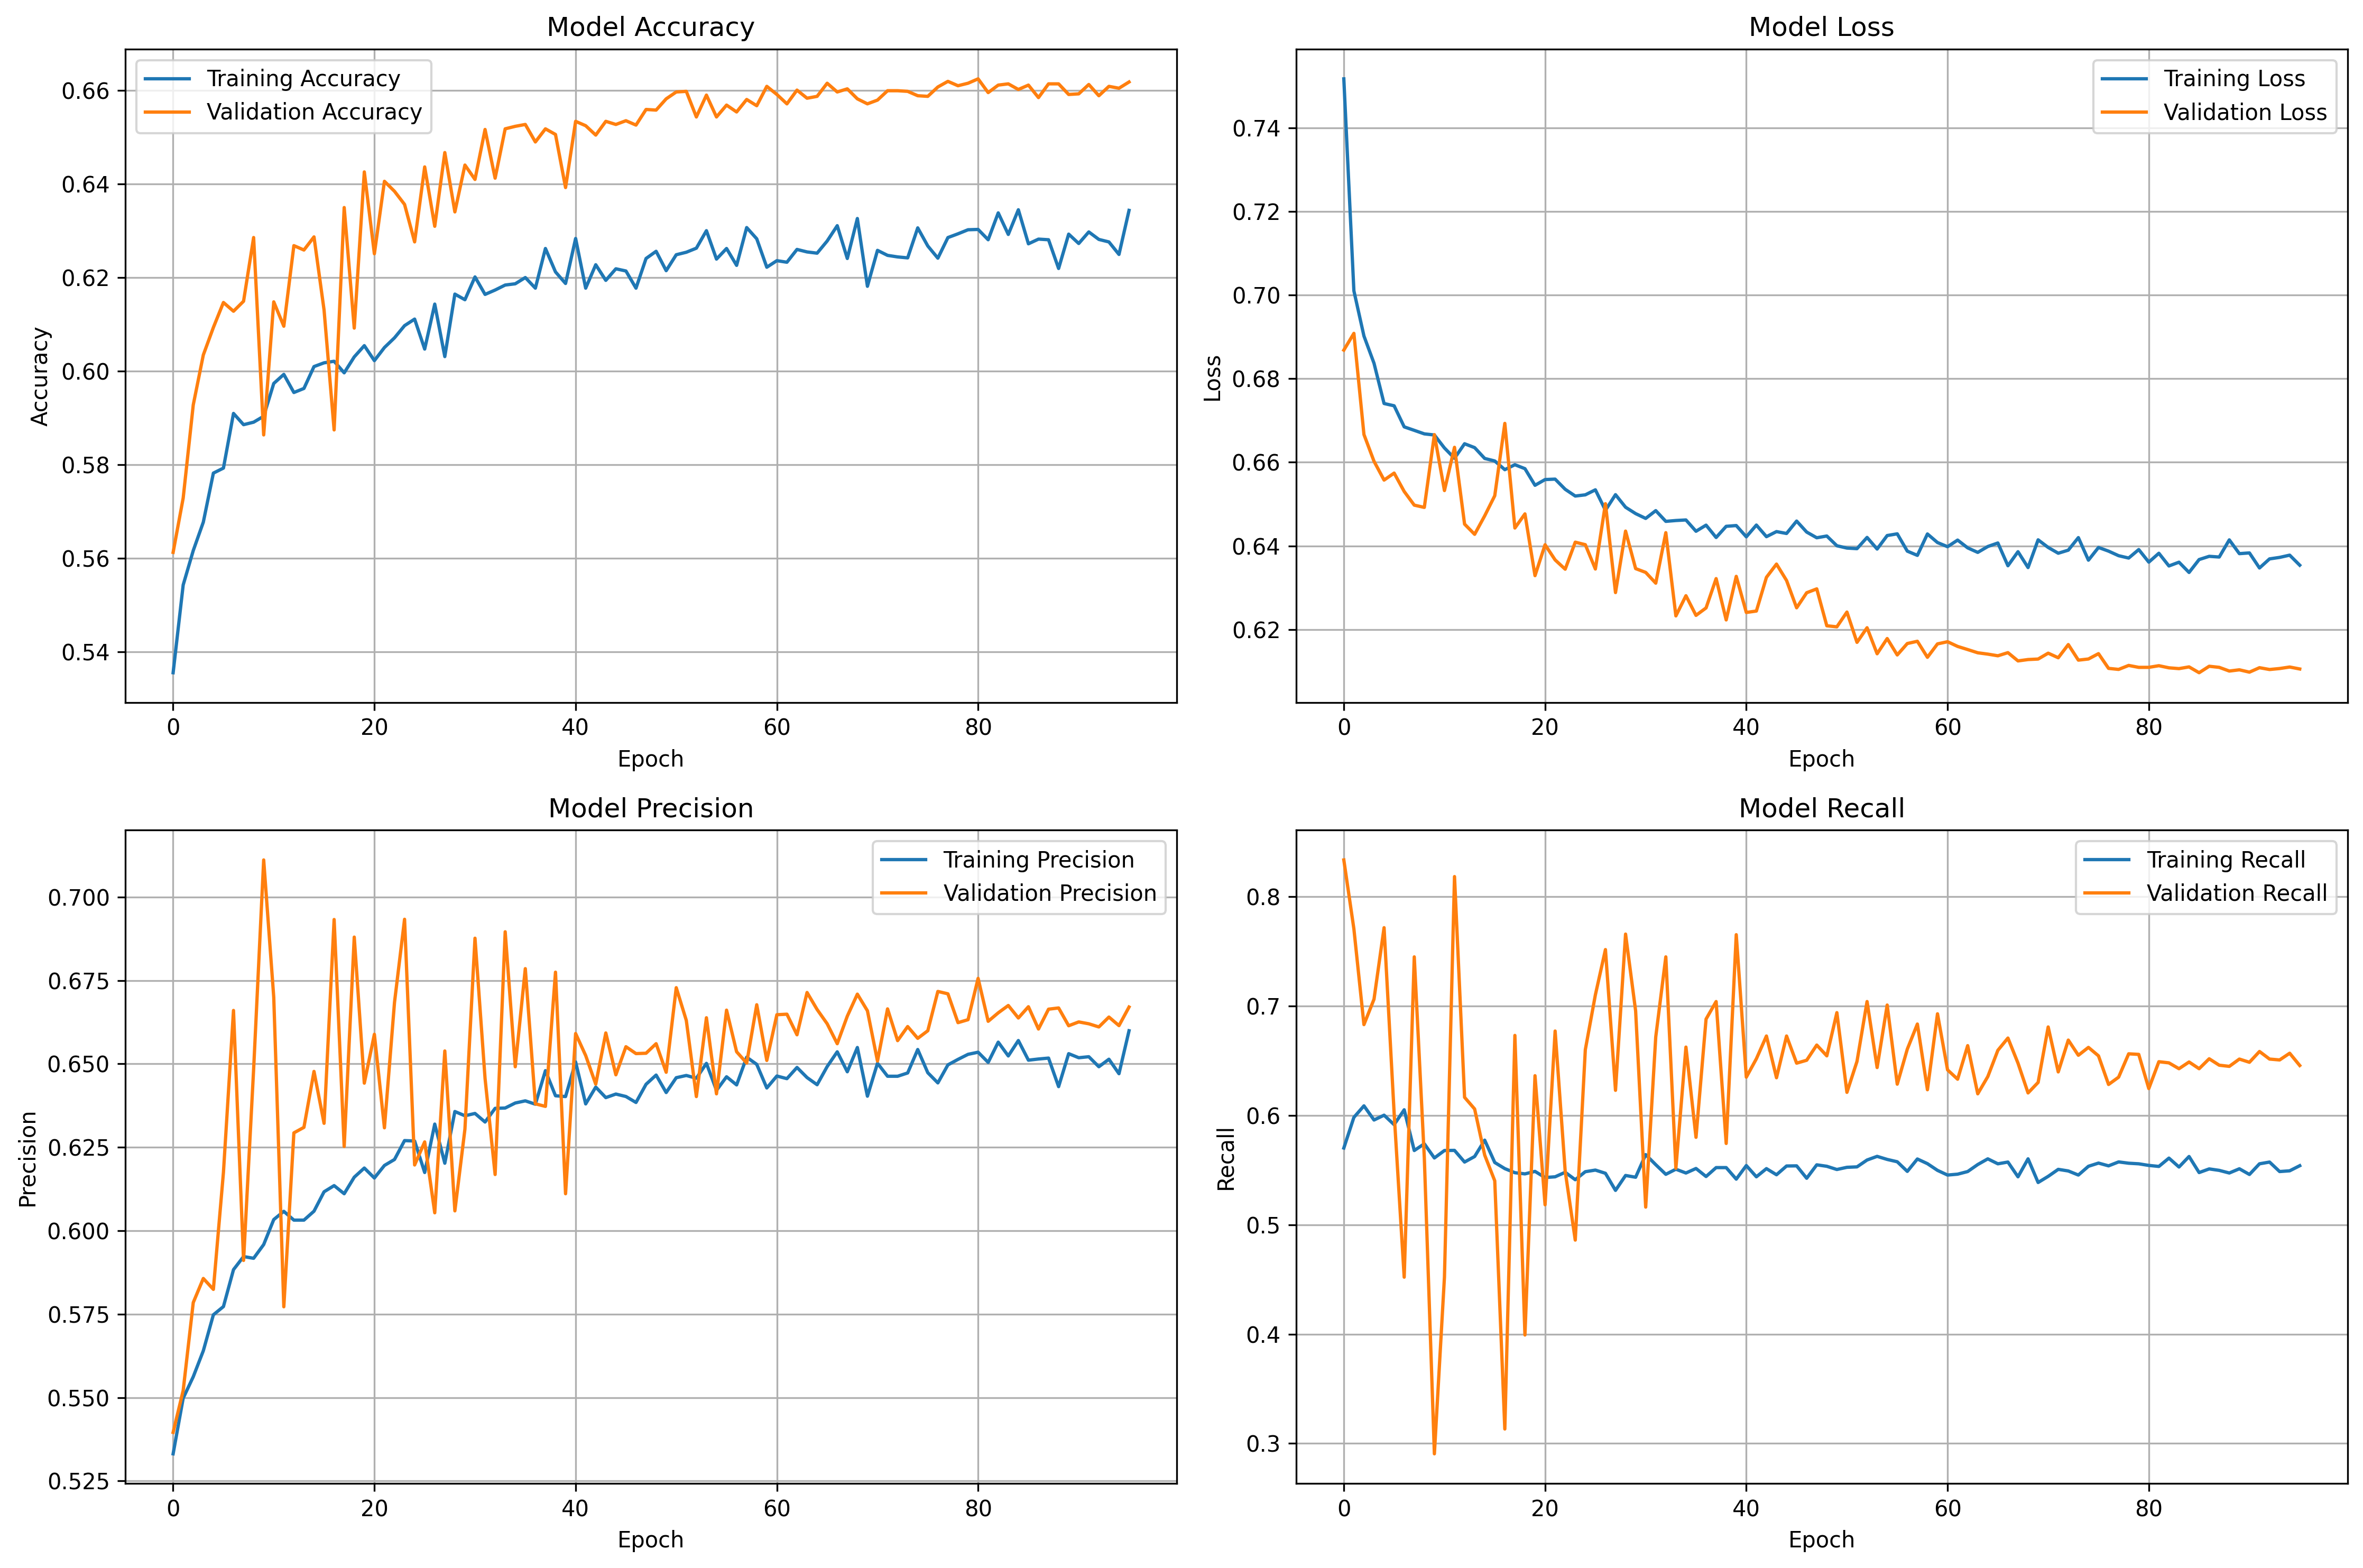 Model Accuracy
Training Accuracy
Validation Accuracy
0.66
0.64
0.62
0.60
0.58
0.56
0.54
Accuracy
0 20 40 60 80
Epoch
Model Loss
Training Loss
Validation Loss
0.74
0.72
0.70
0.68
0.66
0.64
0.62
Loss
0 20 40 60 80
Epoch
Model Precision
Training Precision
Validation Precision
0.700
0.675
0.650
0.625
0.600
0.575
0.550
0.525
Precision
0 20 40 60 80
Epoch
Model Recall
Training Recall
Validation Recall
0.8
0.7
0.6
0.5
0.4
0.3
Recall
0 20 40 60 80
Epoch